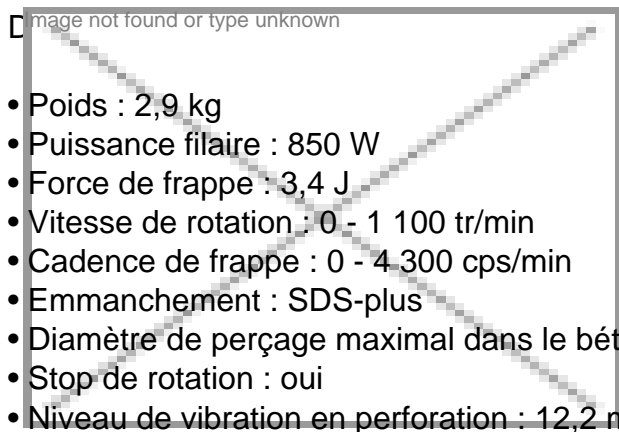 D
Image not found or type unknown
• Poids : 2,9 kg
• Puissance filaire : 850 W
• Force de frappe : 3,4 J
• Vitesse de rotation : 0 - 1 100 tr/min
• Cadence de frappe : 0 - 4 300 cps/min
• Emmanchement : SDS-plus
• Diamètre de perçage maximal dans le bét
• Stop de rotation : oui
• Niveau de vibration en perforation : 12,2 m